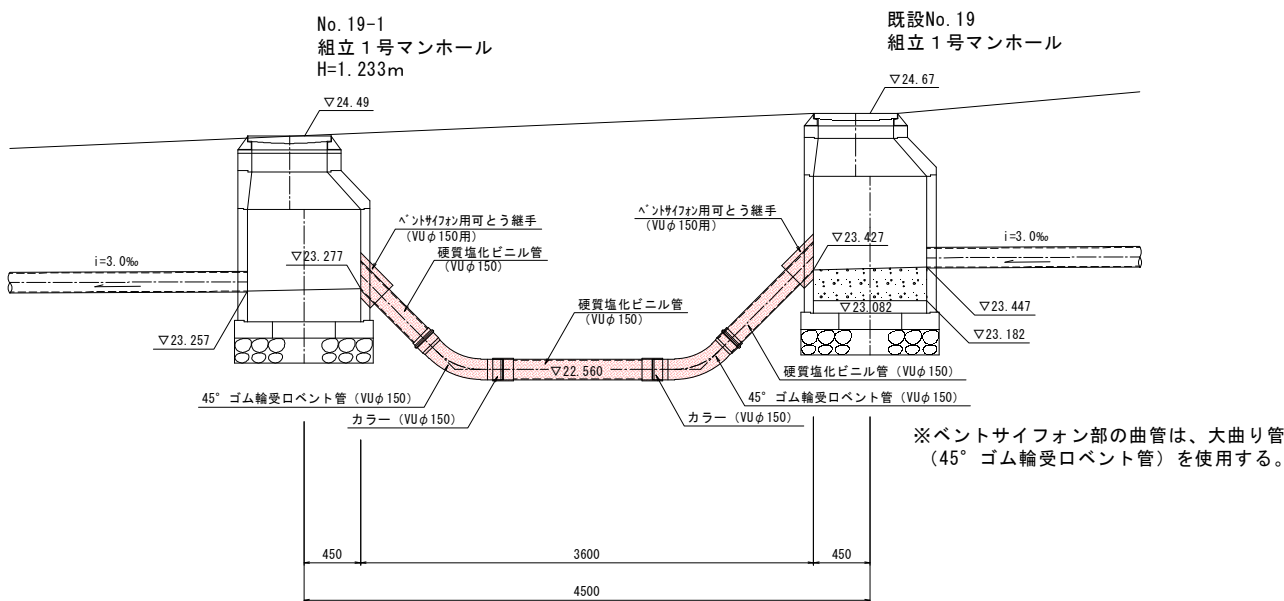 No.19-1
組立１号マンホール
H=1.233m
既設No.19
組立１号マンホール
▽24.49
▽24.67
ベントサイフォン用可とう継手
(VUφ150用)
硬質塩化ビニル管
(VUφ150)
ベントサイフォン用可とう継手
(VUφ150用)
▽23.427
i=3.0‰
▽23.277
i=3.0‰
硬質塩化ビニル管
(VUφ150)
▽23.082
▽23.447
▽23.257
▽23.182
▽22.560
硬質塩化ビニル管 (VUφ150)
45° ゴム輪受口ベント管 (VUφ150)
45° ゴム輪受口ベント管 (VUφ150)
カラー (VUφ150)
カラー (VUφ150)
※ベントサイフォン部の曲管は、大曲り管
（45° ゴム輪受口ベント管）を使用する。
450
3600
450
4500